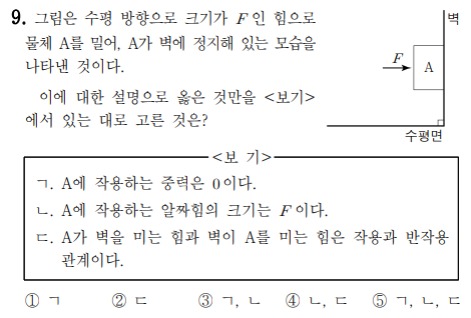 9. 그림은 수평 방향으로 크기가 F인 힘으로
물체 A를 밀어, A가 벽에 정지해 있는 모습을
나타낸 것이다.
이에 대한 설명으로 옳은 것만을 <보기>
에서 있는 대로 고른 것은?
벽
F
A
수평면
<보 기>
ㄱ. A에 작용하는 중력은 0이다.
ㄴ. A에 작용하는 알짜힘의 크기는 F이다.
ㄷ. A가 벽을 미는 힘과 벽이 A를 미는 힘은 작용과 반작용
관계이다.
① ㄱ ② ㄷ ③ ㄱ, ㄴ ④ ㄴ, ㄷ ⑤ ㄱ, ㄴ, ㄷ